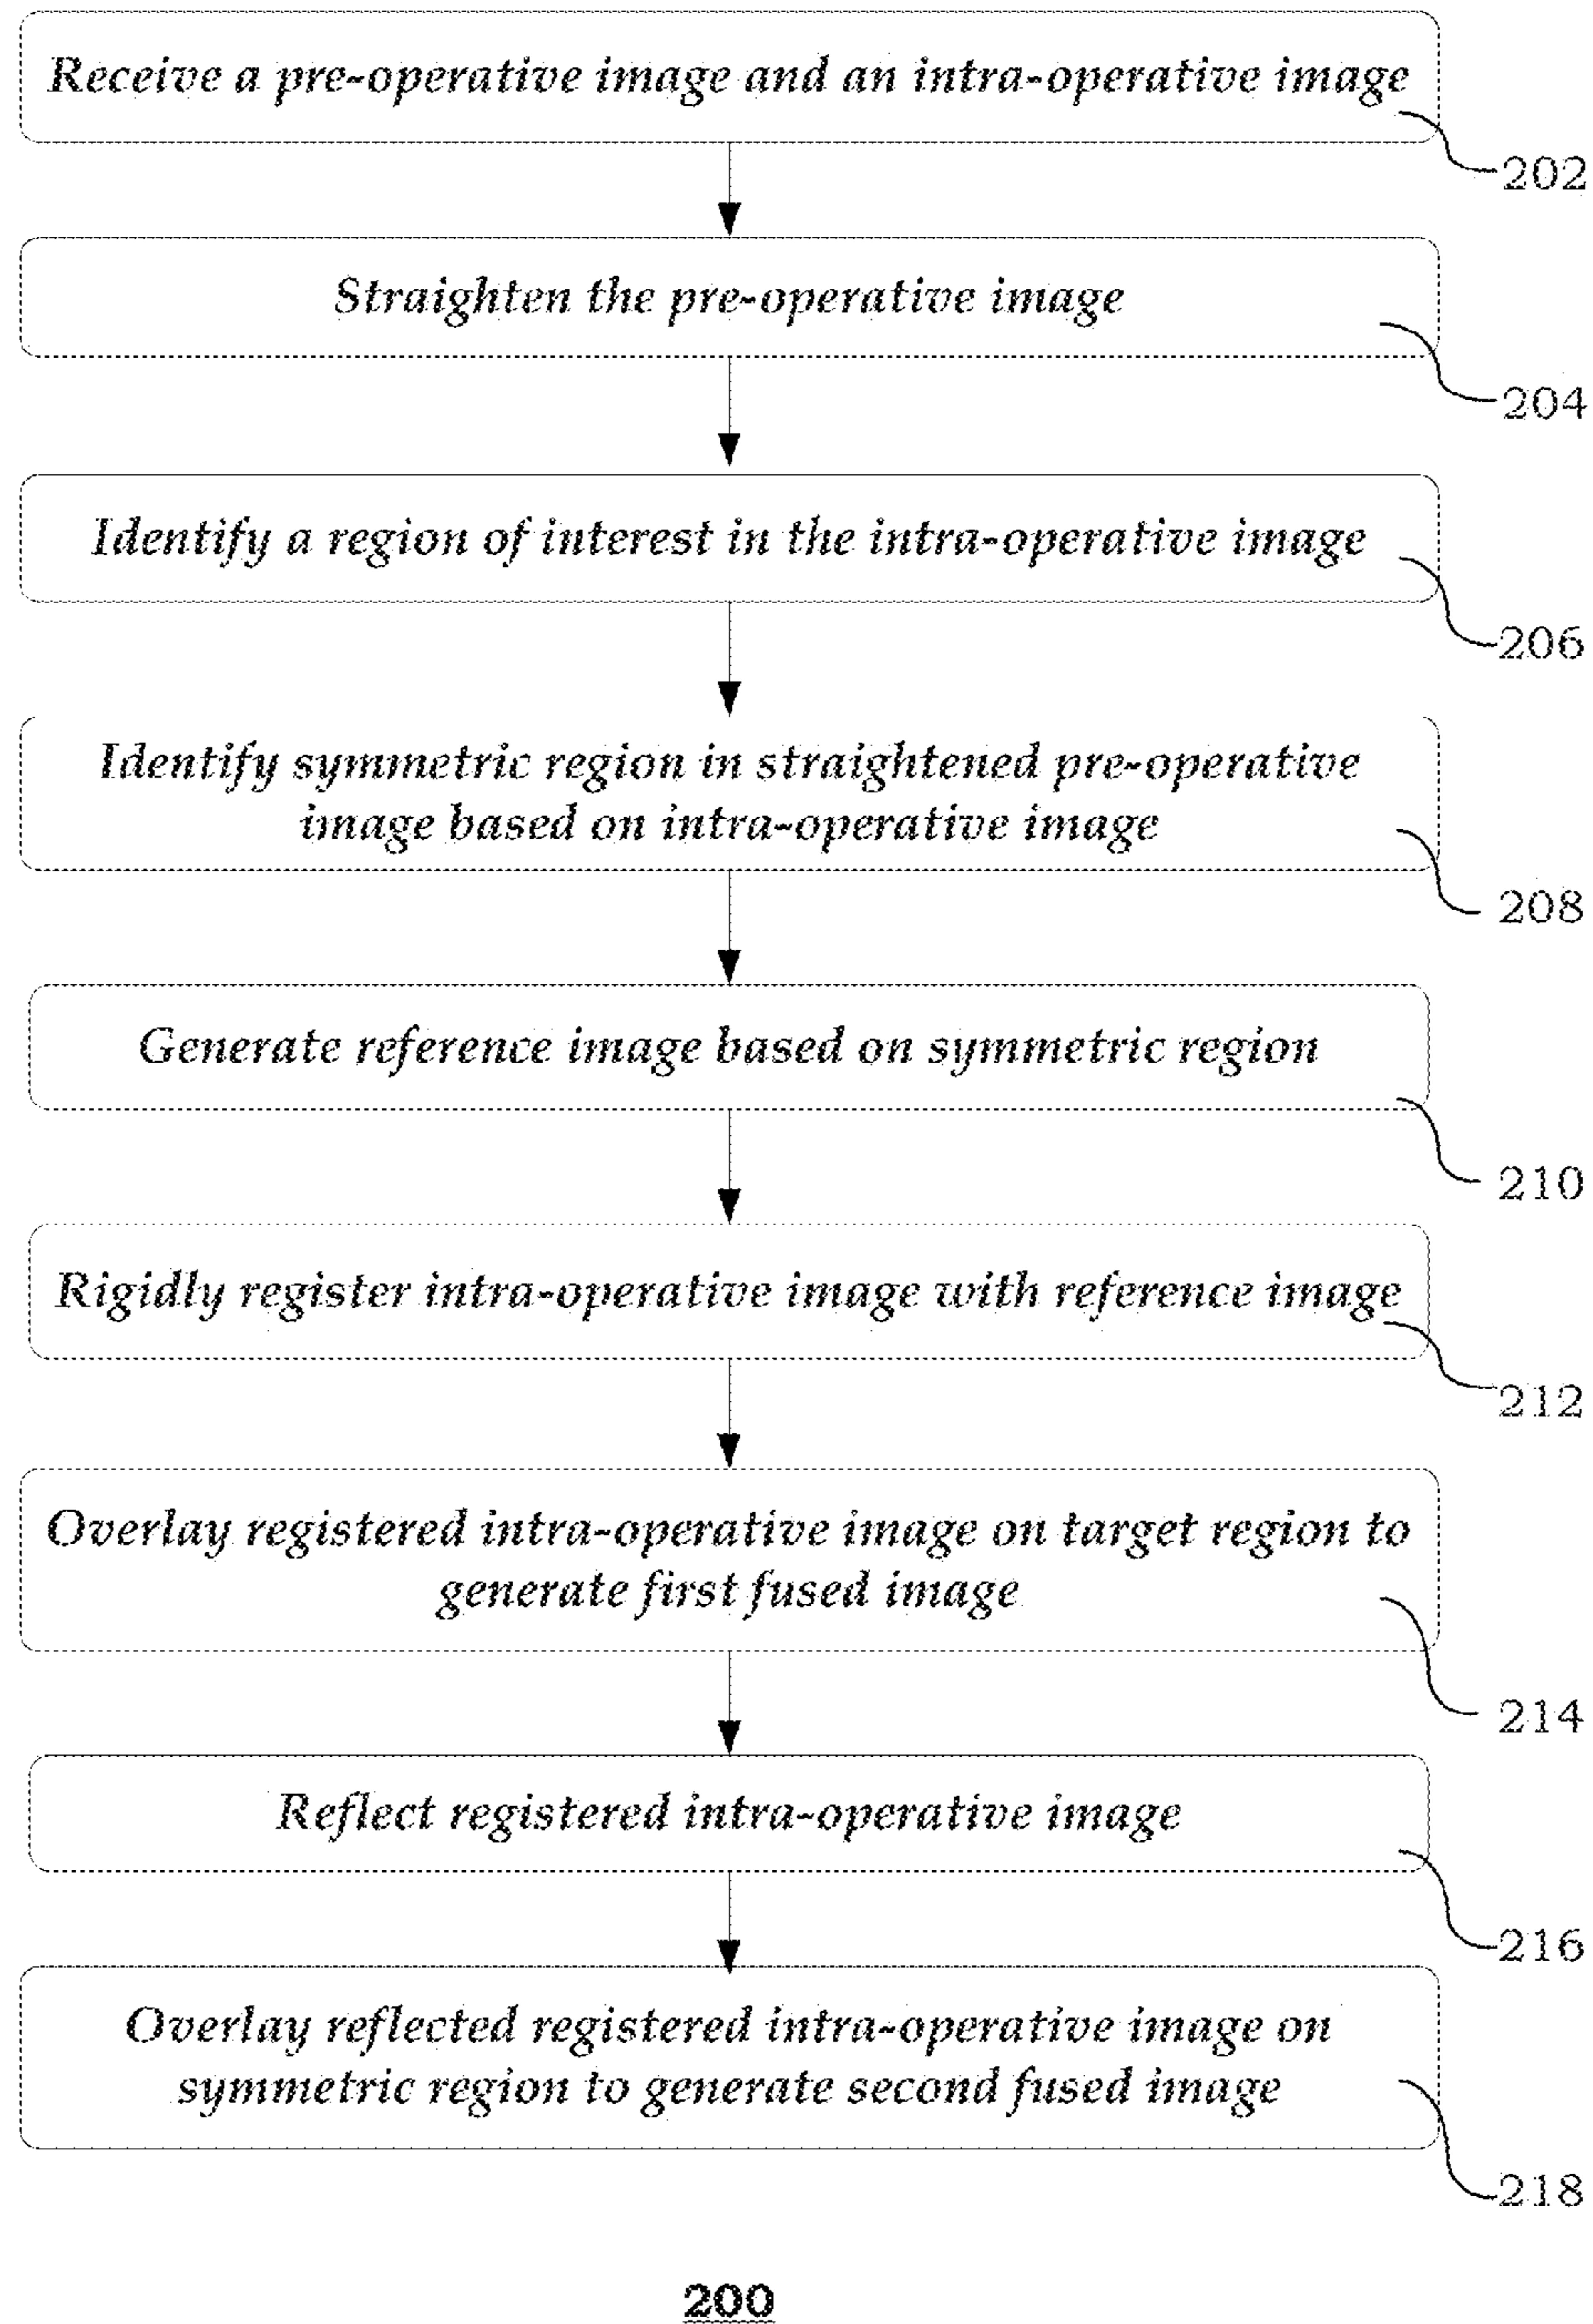 Receive a pre-operative image and an intra-operative image
202
Straighten the pre-operative image
204
Identify a region of interest in the intra-operative image
206
Identify symmetric region in straightened pre-operative
image based on intra-operative image
208
Generate reference image based on symmetric region
210
Rigidly register intra-operative image with reference image
212
Overlay registered intra-operative image on target region to
generate first fused image
214
Reflect registered intra-operative image
216
Overlay reflected registered intra-operative image on
symmetric region to generate second fused image
218
200